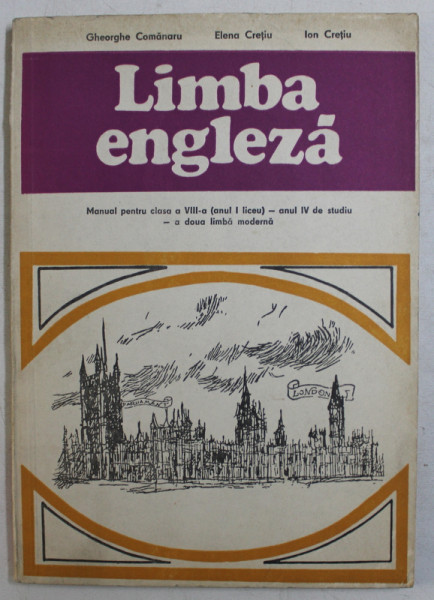 Gheorghe Comănaru Elena Crețiu Ion Crețiu
Limba
engleză
Manual pentru clasa a VIII-a (anul I liceu) — anul IV de studiu
— a doua limbă modernă
LONDON